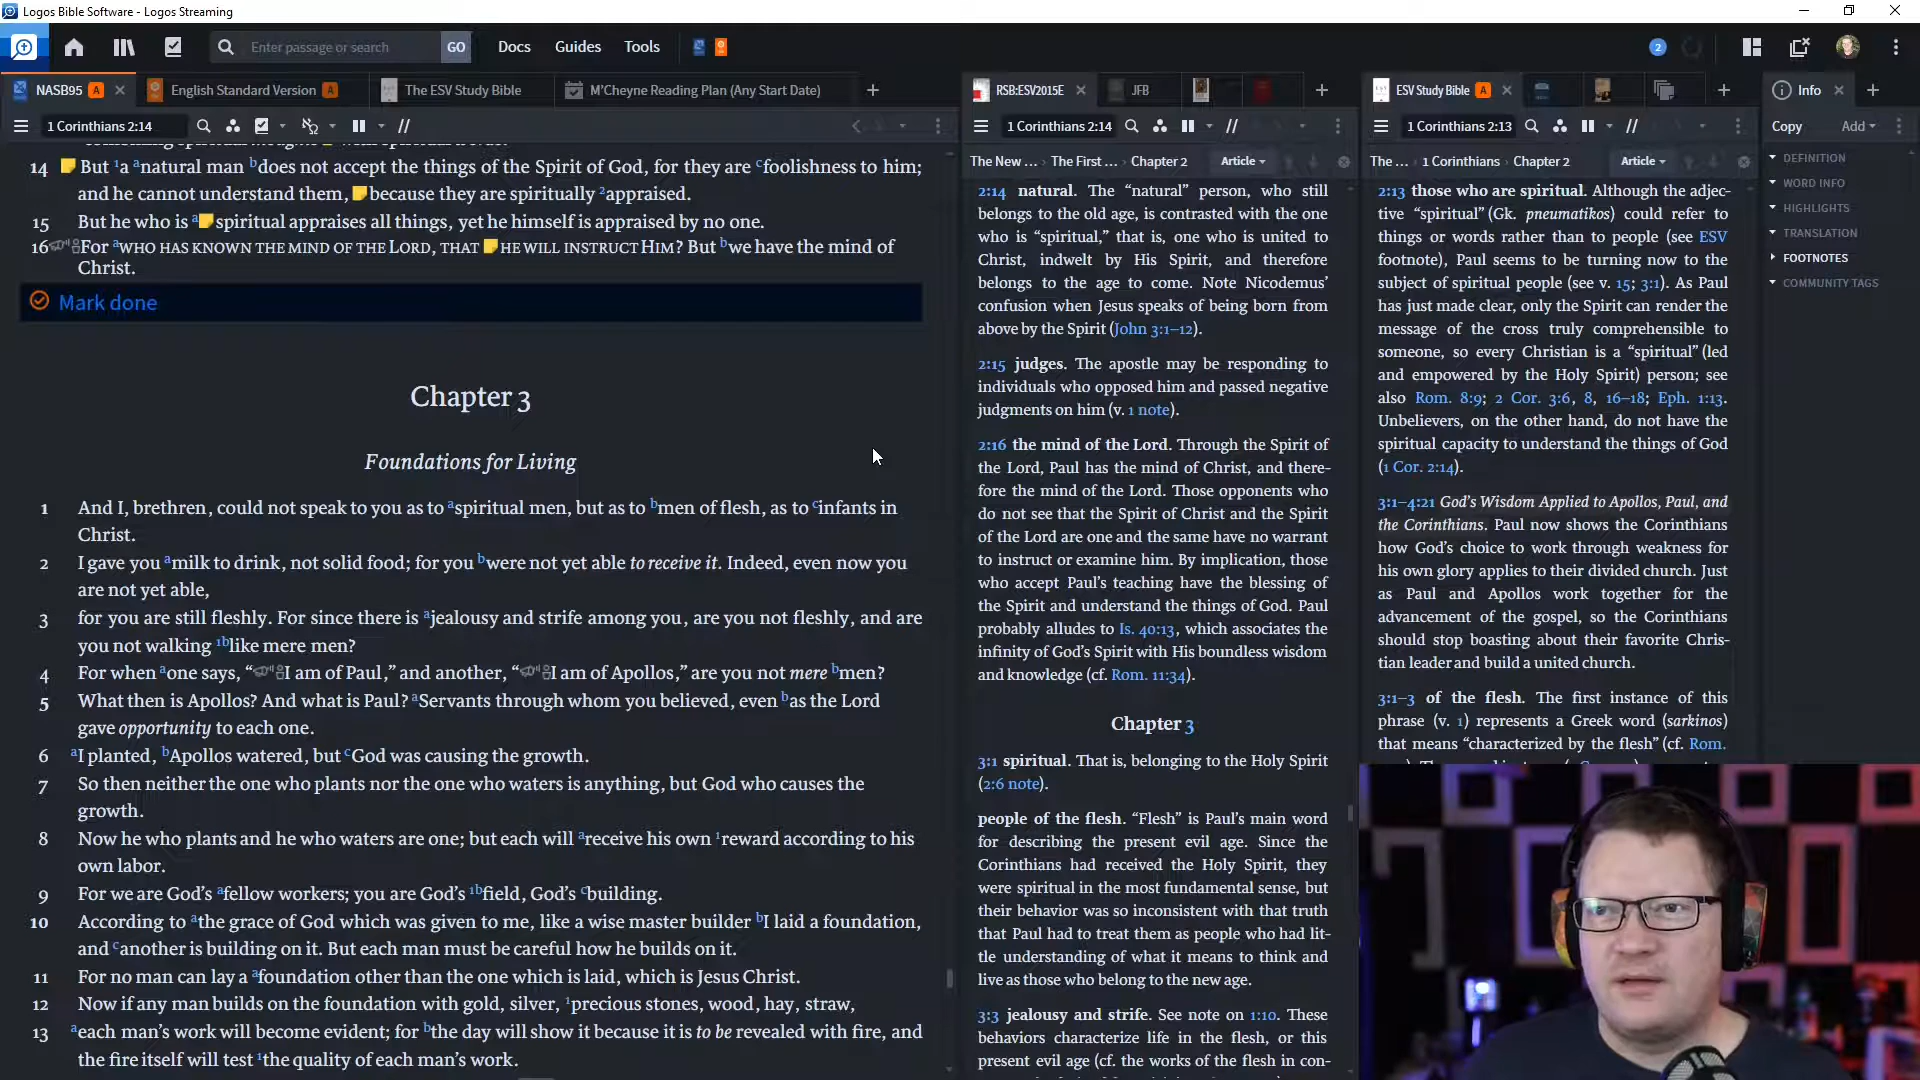 Logos Bible Software - Logos Streaming
Enter passage or search
GO
Docs
Guides
Tools
2
NASB95 A
English Standard Version A
The ESV Study Bible
M'Cheyne Reading Plan (Any Start Date)
1 Corinthians 2:14
14 But ¹a ᵃnatural man ᵇdoes not accept the things of the Spirit of God, for they are ᶜfoolishness to him;
and he cannot understand them, because they are spiritually ²appraised.
15 But he who is ᵃspiritual appraises all things, yet he himself is appraised by no one.
16 For ᵃWHO HAS KNOWN THE MIND OF THE LORD, THAT HE WILL INSTRUCT HIM? But ᵇwe have the mind of
Christ.
Mark done
Chapter 3
Foundations for Living
1 And I, brethren, could not speak to you as to ᵃspiritual men, but as to ᵇmen of flesh, as to ᶜinfants in
Christ.
2 I gave you ᵃmilk to drink, not solid food; for you ᵇwere not yet able to receive it. Indeed, even now you
are not yet able,
3 for you are still fleshly. For since there is ᵃjealousy and strife among you, are you not fleshly, and are
you not walking ¹ᵇlike mere men?
4 For when ᵃone says, “I am of Paul,” and another, “I am of Apollos,” are you not mere ᵇmen?
5 What then is Apollos? And what is Paul? ᵃServants through whom you believed, even ᵇas the Lord
gave opportunity to each one.
6 ᵃI planted, ᵇApollos watered, but ᶜGod was causing the growth.
7 So then neither the one who plants nor the one who waters is anything, but God who causes the
growth.
8 Now he who plants and he who waters are one; but each will ᵃreceive his own ¹reward according to his
own labor.
9 For we are God’s ᵃfellow workers; you are God’s ¹ᵇfield, God’s ᶜbuilding.
10 According to ᵃthe grace of God which was given to me, like a wise master builder ᵇI laid a foundation,
and ᶜanother is building on it. But each man must be careful how he builds on it.
11 For no man can lay a ᵃfoundation other than the one which is laid, which is Jesus Christ.
12 Now if any man builds on the foundation with gold, silver, ¹precious stones, wood, hay, straw,
13 ᵃeach man’s work will become evident; for ᵇthe day will show it because it is to be revealed with fire, and
the fire itself will test ¹the quality of each man’s work.
RSB:ESV2015E
JFB
1 Corinthians 2:14
The New ... The First ... Chapter 2
Article
2:14 natural. The “natural” person, who still
belongs to the old age, is contrasted with the one
who is “spiritual,” that is, one who is united to
Christ, indwelt by His Spirit, and therefore
belongs to the age to come. Note Nicodemus’
confusion when Jesus speaks of being born from
above by the Spirit (John 3:1–12).
2:15 judges. The apostle may be responding to
individuals who opposed him and passed negative
judgments on him (v. 1 note).
2:16 the mind of the Lord. Through the Spirit of
the Lord, Paul has the mind of Christ, and there-
fore the mind of the Lord. Those opponents who
do not see that the Spirit of Christ and the Spirit
of the Lord are one and the same have no warrant
to instruct or examine him. By implication, those
who accept Paul’s teaching have the blessing of
the Spirit and understand the things of God. Paul
probably alludes to Is. 40:13, which associates the
infinity of God’s Spirit with His boundless wisdom
and knowledge (cf. Rom. 11:34).
Chapter 3
3:1 spiritual. That is, belonging to the Holy Spirit
(2:6 note).
people of the flesh. “Flesh” is Paul’s main word
for describing the present evil age. Since the
Corinthians had received the Holy Spirit, they
were spiritual in the most fundamental sense, but
their behavior was so inconsistent with that truth
that Paul had to treat them as people who had lit-
tle understanding of what it means to think and
live as those who belong to the new age.
3:3 jealousy and strife. See note on 1:10. These
behaviors characterize life in the flesh, or this
present evil age (cf. the works of the flesh in con-
ESV Study Bible A
1 Corinthians 2:13
The ... 1 Corinthians Chapter 2
Article
2:13 those who are spiritual. Although the adjec-
tive “spiritual” (Gk. pneumatikos) could refer to
things or words rather than to people (see ESV
footnote), Paul seems to be turning now to the
subject of spiritual people (see v. 15; 3:1). As Paul
has just made clear, only the Spirit can render the
message of the cross truly comprehensible to
someone, so every Christian is a “spiritual” (led
and empowered by the Holy Spirit) person; see
also Rom. 8:9; 2 Cor. 3:6, 8, 16–18; Eph. 1:13.
Unbelievers, on the other hand, do not have the
spiritual capacity to understand the things of God
(1 Cor. 2:14).
3:1–4:21 God’s Wisdom Applied to Apollos, Paul, and
the Corinthians. Paul now shows the Corinthians
how God’s choice to work through weakness for
his own glory applies to their divided church. Just
as Paul and Apollos work together for the
advancement of the gospel, so the Corinthians
should stop boasting about their favorite Chris-
tian leader and build a united church.
3:1–3 of the flesh. The first instance of this
phrase (v. 1) represents a Greek word (sarkinos)
that means “characterized by the flesh” (cf. Rom.
Info
Copy
Add
DEFINITION
WORD INFO
HIGHLIGHTS
TRANSLATION
FOOTNOTES
COMMUNITY TAGS